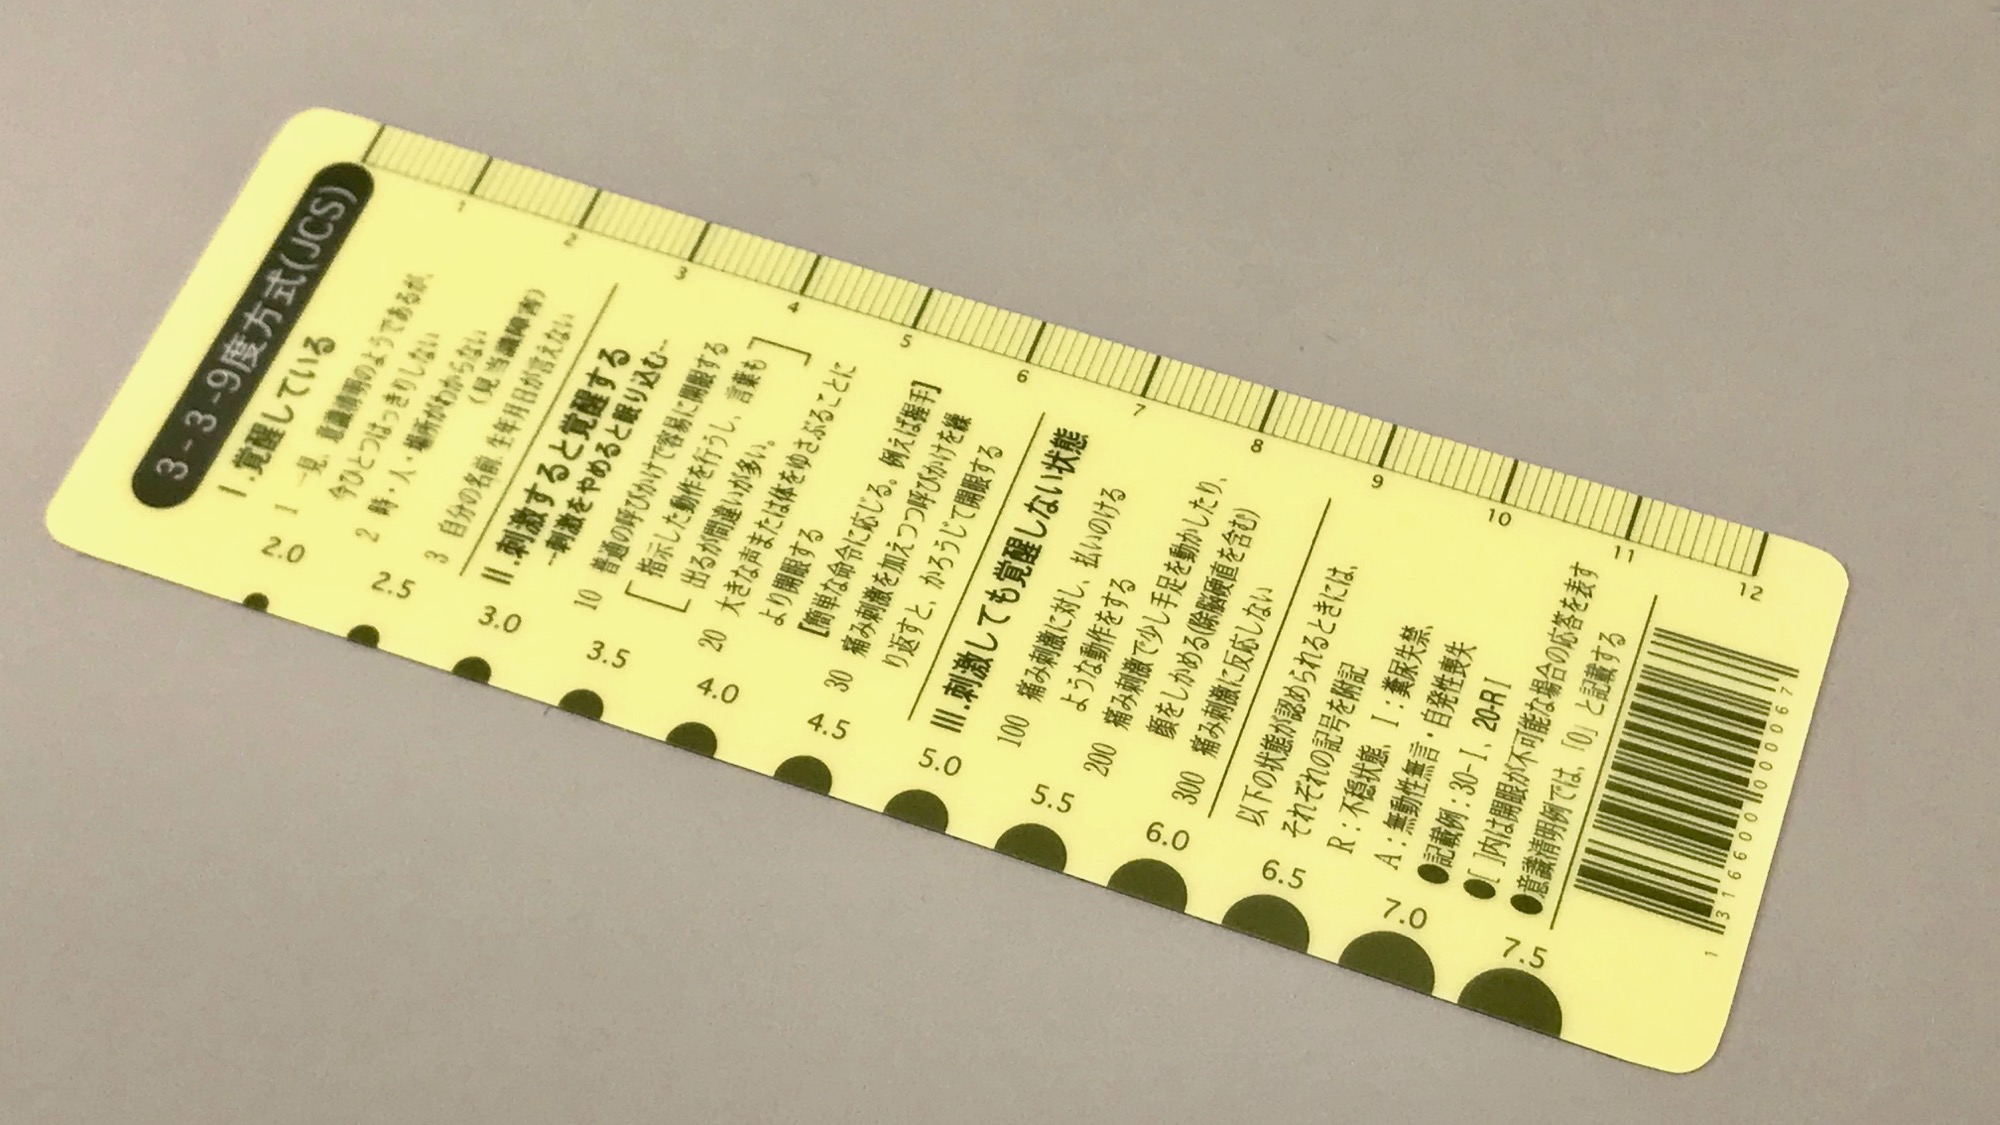 3-3-9度方式(JCS)
I.覚醒している
1 一見、意識清明のようであるが、
今ひとつはっきりしない
2 時・人・場所がわからない
(見当識障害)
3 自分の名前、生年月日が言えない
II.刺激すると覚醒する
-刺激をやめると眠り込む-
10 普通の呼びかけで容易に開眼する
[指示した動作を行うし、言葉も
出るが間違いが多い。]
20 大きな声または体をゆさぶることに
より開眼する
[簡単な命令に応じる。例えば握手]
30 痛み刺激を加えつつ呼びかけを繰
り返すと、かろうじて開眼する
III.刺激しても覚醒しない状態
100 痛み刺激に対し、払いのける
ような動作をする
200 痛み刺激で少し手足を動かしたり、
顔をしかめる(除脳硬直を含む)
300 痛み刺激に反応しない
以下の状態が認められるときには、
それぞれの記号を附記
R:不穏状態、I:糞尿失禁、
A:無動性無言・自発性喪失
●記載例:30-I、20-RI
●[ ]内は開眼が不可能な場合の応答を表す
●意識清明例では、「0」と記載する
1 316600 000067
1
2
3
4
5
6
7
8
9
10
11
12
2.0
2.5
3.0
3.5
4.0
4.5
5.0
5.5
6.0
6.5
7.0
7.5